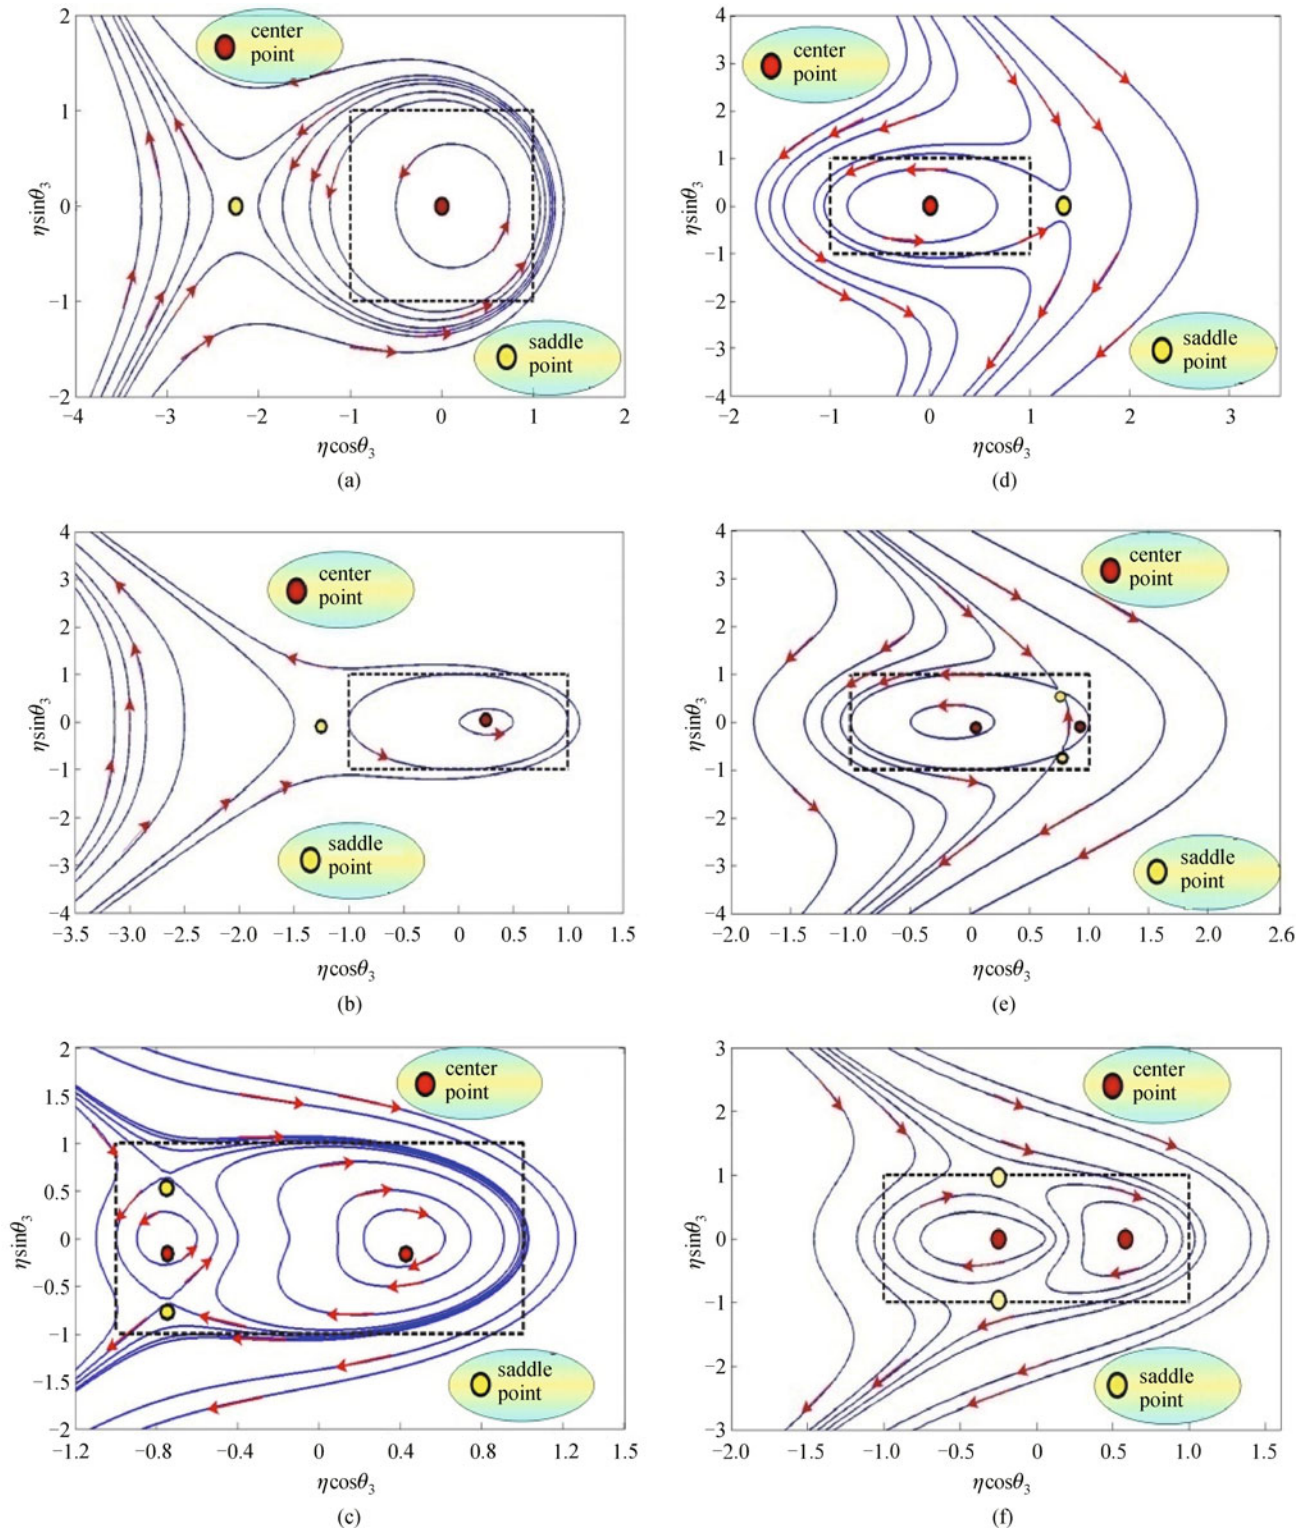 2
center
point
1
ηsinθ3
0
−1
saddle
point
−2
−4
−3
−2
−1
0
1
2
ηcosθ3
(a)
5
4
center
point
3
2
1
ηsinθ3
0
−1
−2
saddle
point
−3
−4
−2
−1
0
1
2
3
ηcosθ3
(d)
4
center
point
3
2
1
ηsinθ3
0
−1
−2
saddle
point
−3
−4
−3.5
−3.0
−2.5
−2.0
−1.5
−1.0
−0.5
0
0.5
1.0
1.5
ηcosθ3
(b)
4
center
point
3
2
1
ηsinθ3
0
−1
−2
saddle
point
−3
−4
−2.0
−1.5
−1.0
−0.5
0
0.5
1.0
1.5
2.0
2.6
ηcosθ3
(e)
2
center
point
1.5
1
0.5
ηsinθ3
0
−0.5
−1
saddle
point
−1.5
−2
−1.2
−0.8
−0.4
0
0.4
0.8
1.2
1.5
ηcosθ3
(c)
3
center
point
2
1
ηsinθ3
0
−1
saddle
point
−2
−3
−2.0
−1.5
−1.0
−0.5
0
0.5
1.0
1.5
ηcosθ3
(f)